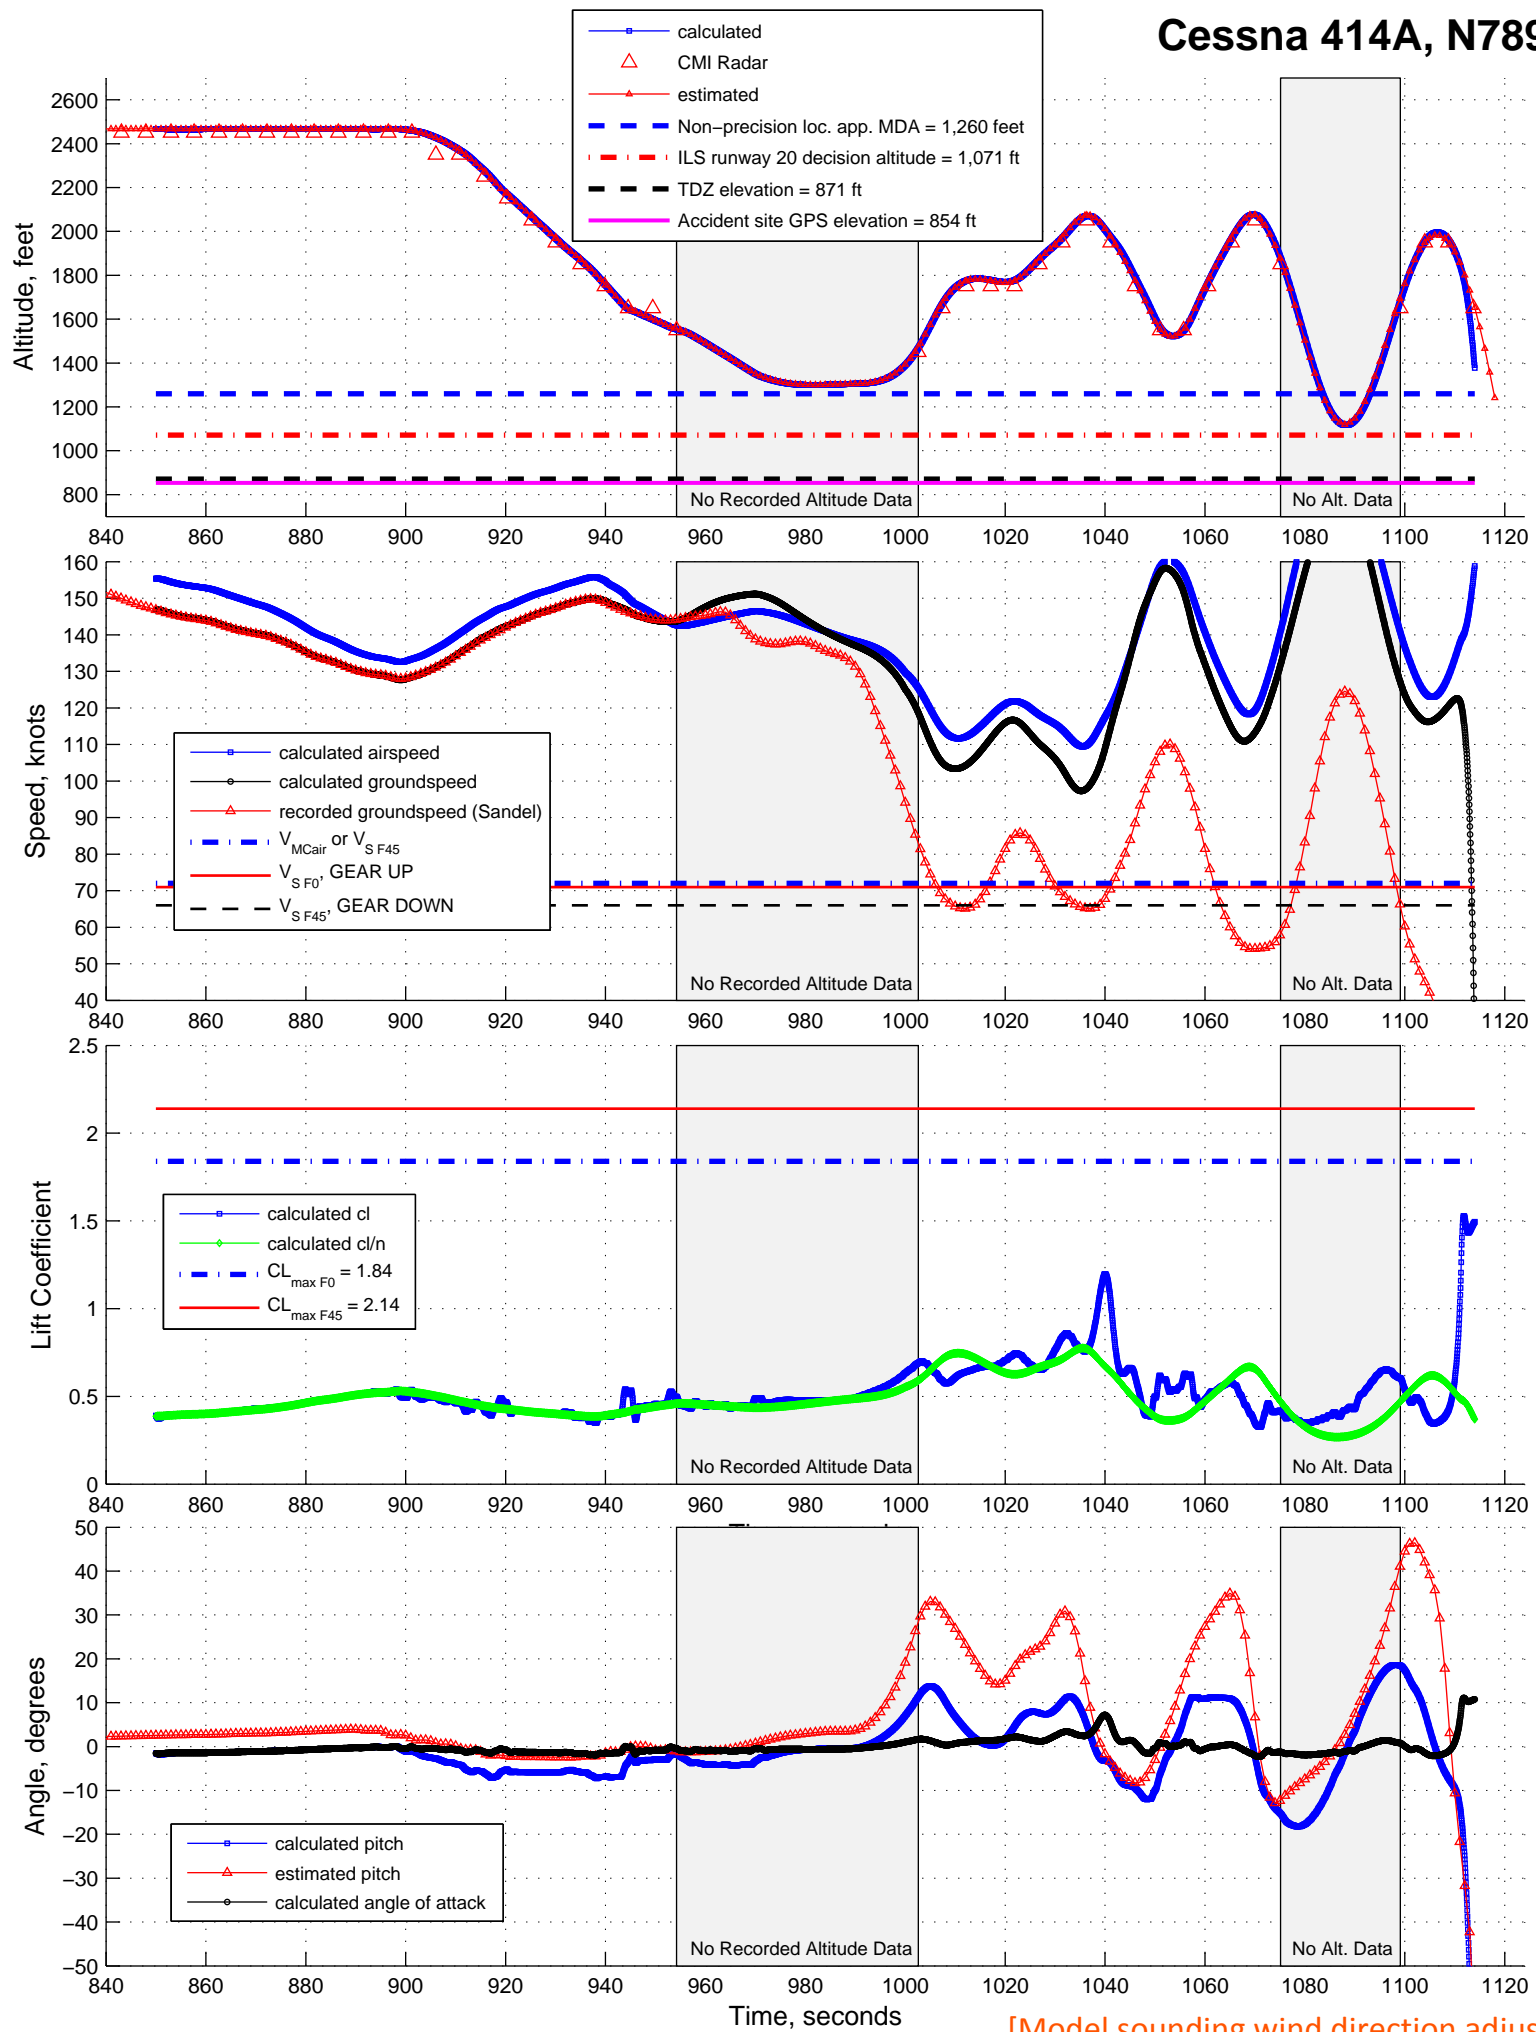 Cessna 414A, N789
calculated
CMI Radar
estimated
Non−precision loc. app. MDA = 1,260 feet
ILS runway 20 decision altitude = 1,071 ft
TDZ elevation = 871 ft
Accident site GPS elevation = 854 ft
Altitude, feet
2600
2400
2200
2000
1800
1600
1400
1200
1000
800
No Recorded Altitude Data
No Alt. Data
840 860 880 900 920 940 960 980 1000 1020 1040 1060 1080 1100 1120
Speed, knots
160
150
140
130
120
110
100
90
80
70
60
50
40
calculated airspeed
calculated groundspeed
recorded groundspeed (Sandel)
V MCair or V S F45
V S F0, GEAR UP
V S F45, GEAR DOWN
No Recorded Altitude Data
No Alt. Data
840 860 880 900 920 940 960 980 1000 1020 1040 1060 1080 1100 1120
Lift Coefficient
2.5
2
1.5
1
0.5
0
calculated cl
calculated cl/n
CL max F0 = 1.84
CL max F45 = 2.14
No Recorded Altitude Data
No Alt. Data
840 860 880 900 920 940 960 980 1000 1020 1040 1060 1080 1100 1120
Angle, degrees
50
40
30
20
10
0
−10
−20
−30
−40
−50
calculated pitch
estimated pitch
calculated angle of attack
No Recorded Altitude Data
No Alt. Data
840 860 880 900 920 940 960 980 1000 1020 1040 1060 1080 1100 1120
Time, seconds
[Model sounding wind direction adjus